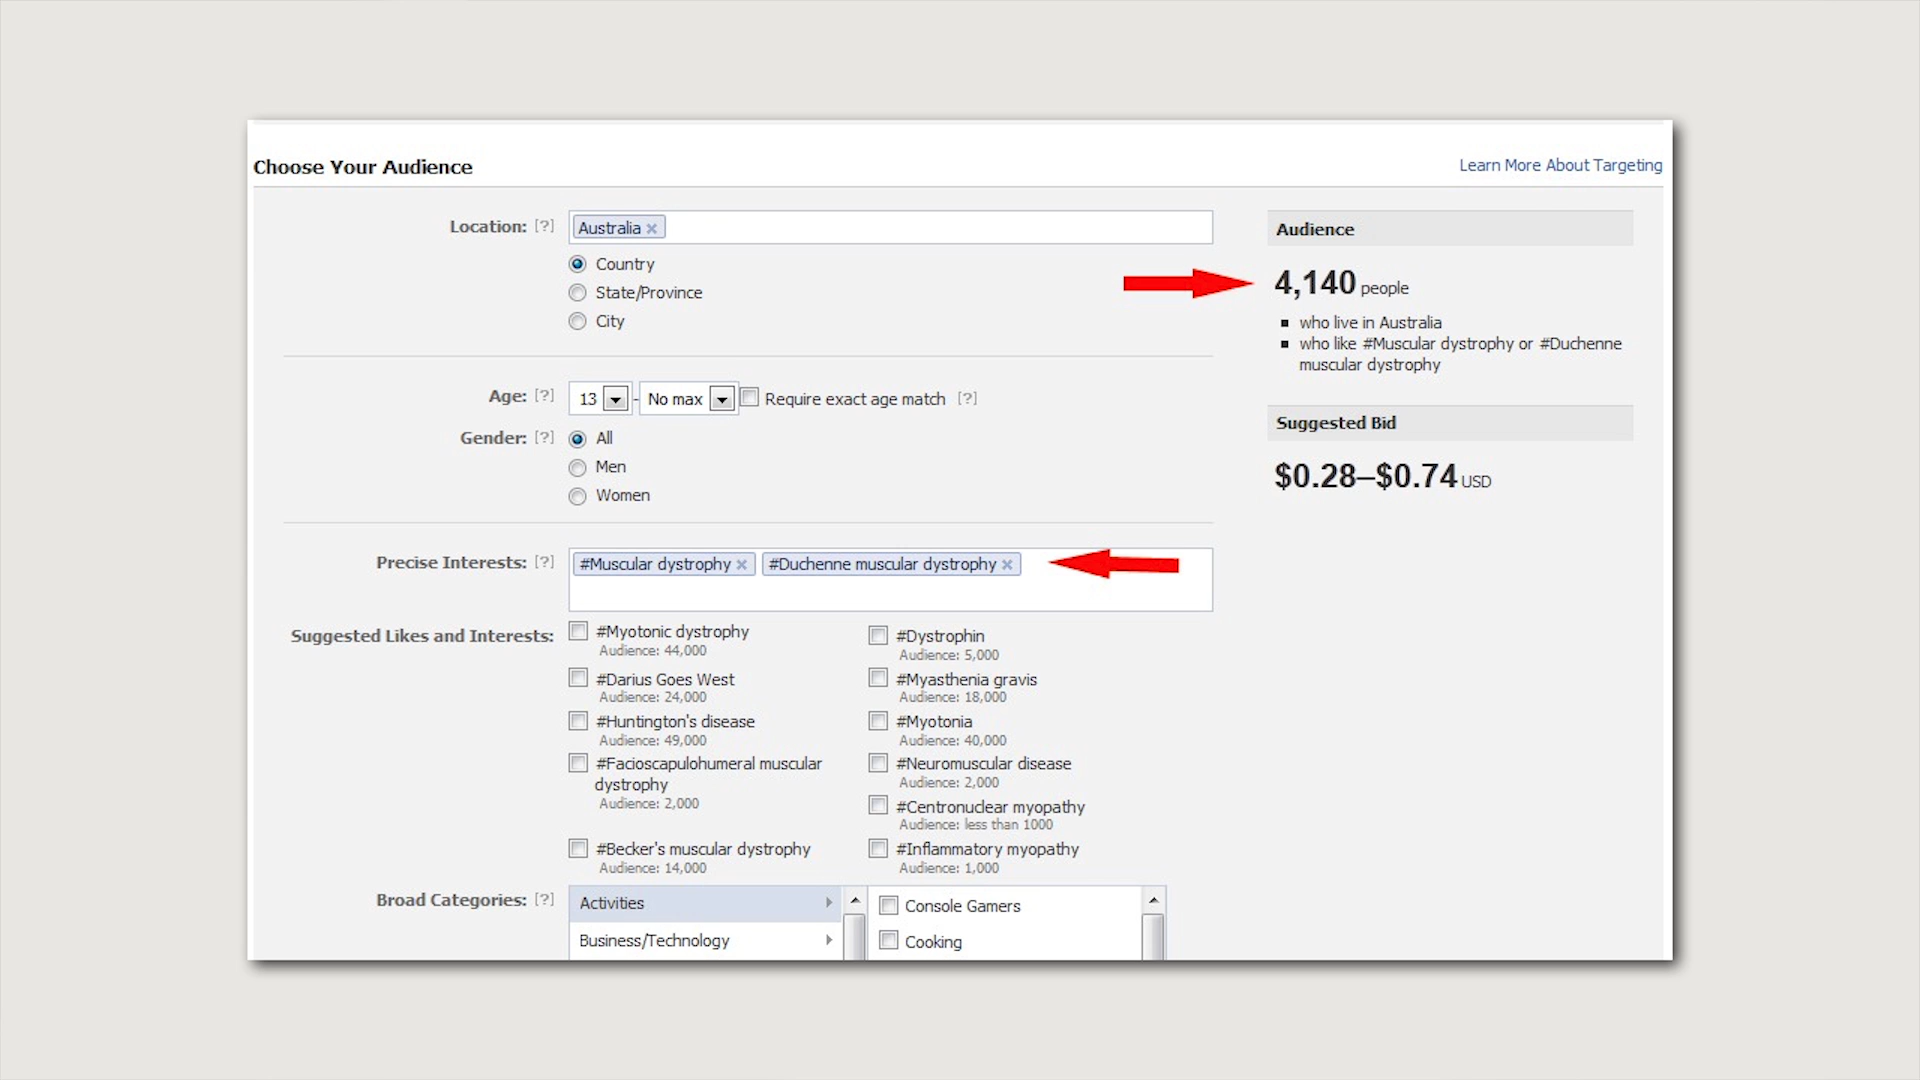 Choose Your Audience
Learn More About Targeting
Location: [?]
Australia ×
Country
State/Province
City
Age: [?]
13 - No max Require exact age match [?]
Gender: [?]
All
Men
Women
Precise Interests: [?]
#Muscular dystrophy × #Duchenne muscular dystrophy ×
Suggested Likes and Interests:
#Myotonic dystrophy
Audience: 44,000
#Darius Goes West
Audience: 24,000
#Huntington's disease
Audience: 49,000
#Facioscapulohumeral muscular
dystrophy
Audience: 2,000
#Becker's muscular dystrophy
Audience: 14,000
#Dystrophin
Audience: 5,000
#Myasthenia gravis
Audience: 18,000
#Myotonia
Audience: 40,000
#Neuromuscular disease
Audience: 2,000
#Centronuclear myopathy
Audience: less than 1000
#Inflammatory myopathy
Audience: 1,000
Broad Categories: [?]
Activities
Business/Technology
Console Gamers
Cooking
Audience
4,140 people
who live in Australia
who like #Muscular dystrophy or #Duchenne
muscular dystrophy
Suggested Bid
$0.28–$0.74 USD